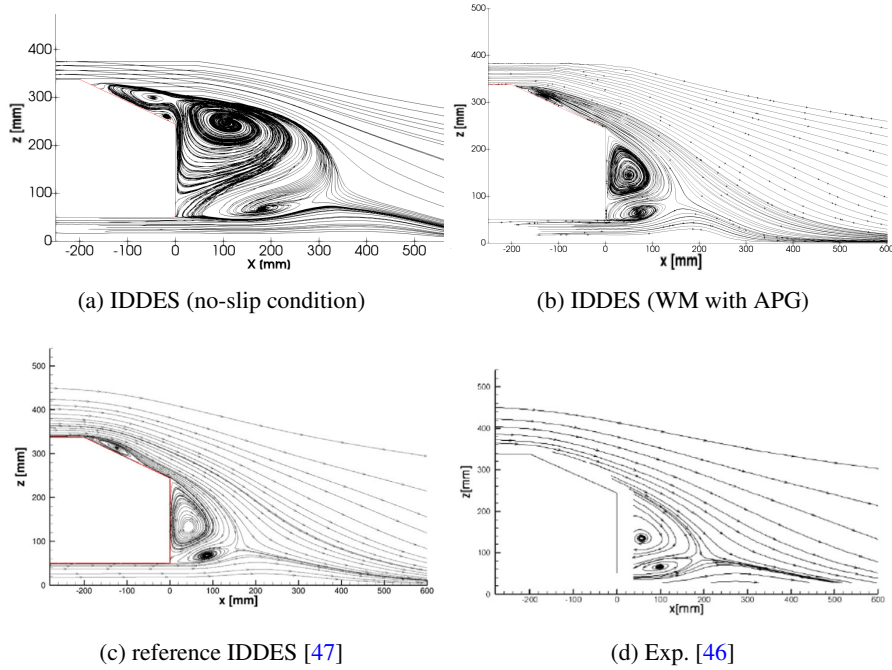 400
300
200
100
0
z [mm]
-200 -100 0 100 200 300 400 500
X [mm]
(a) IDDES (no-slip condition)
500
400
300
200
100
0
z [mm]
-200 -100 0 100 200 300 400 500 600
x [mm]
(b) IDDES (WM with APG)
500
400
300
200
100
0
z [mm]
-200 -100 0 100 200 300 400 500 600
x [mm]
(c) reference IDDES [47]
500
400
300
200
100
0
z[mm]
-200 -100 0 100 200 300 400 500 600
x[mm]
(d) Exp. [46]